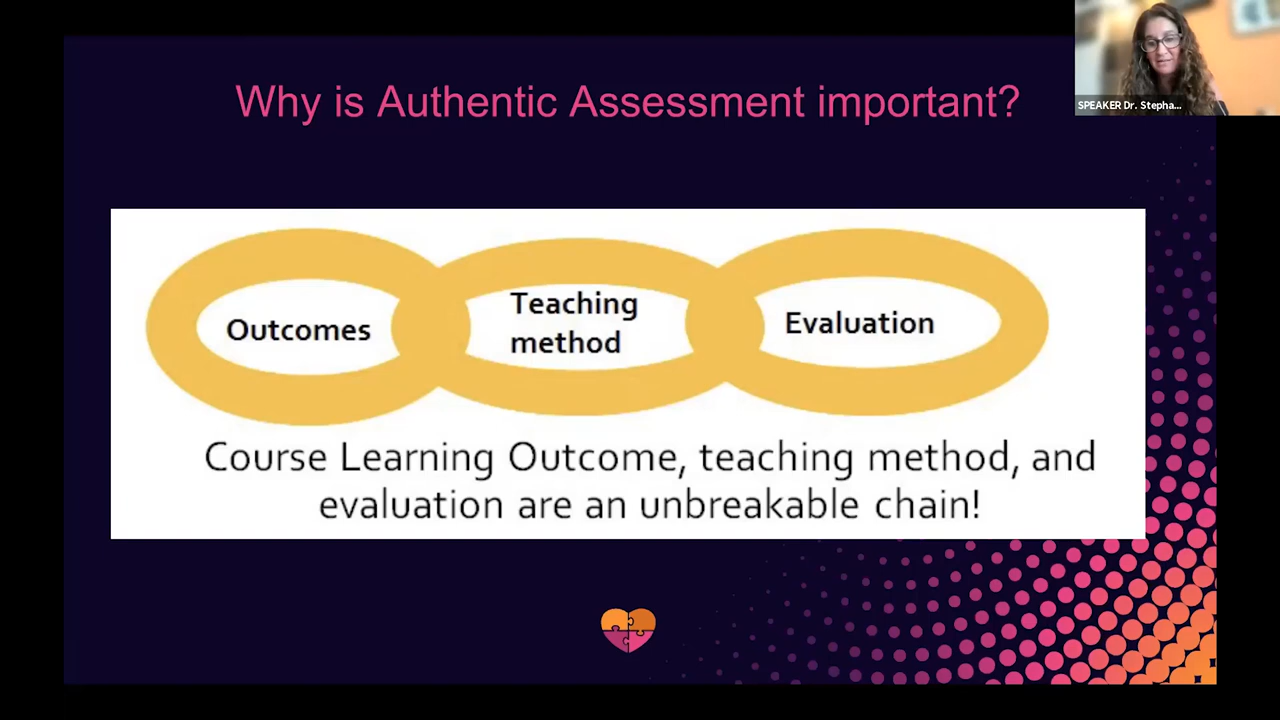 Why is Authentic Assessment important?
SPEAKER Dr. Stepha...
Outcomes
Teaching
method
Evaluation
Course Learning Outcome, teaching method, and
evaluation are an unbreakable chain!